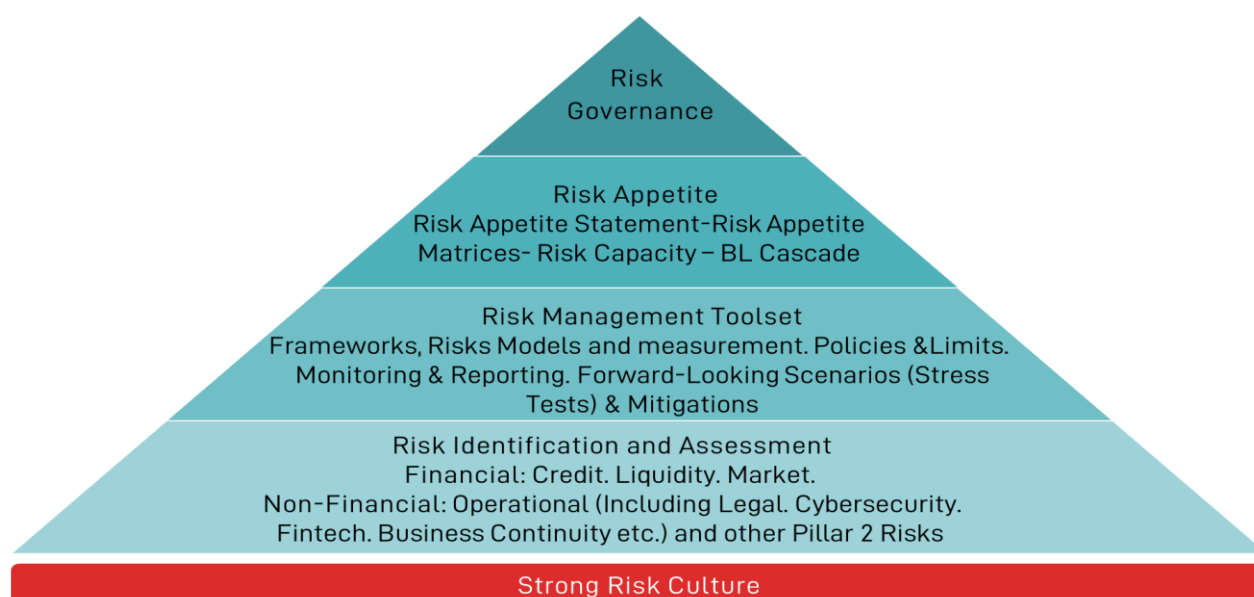 Risk
Governance
Risk Appetite
Risk Appetite Statement-Risk Appetite
Matrices- Risk Capacity – BL Cascade
Risk Management Toolset
Frameworks, Risks Models and measurement. Policies &Limits.
Monitoring & Reporting. Forward-Looking Scenarios (Stress
Tests) & Mitigations
Risk Identification and Assessment
Financial: Credit. Liquidity. Market.
Non-Financial: Operational (Including Legal. Cybersecurity.
Fintech. Business Continuity etc.) and other Pillar 2 Risks
Strong Risk Culture